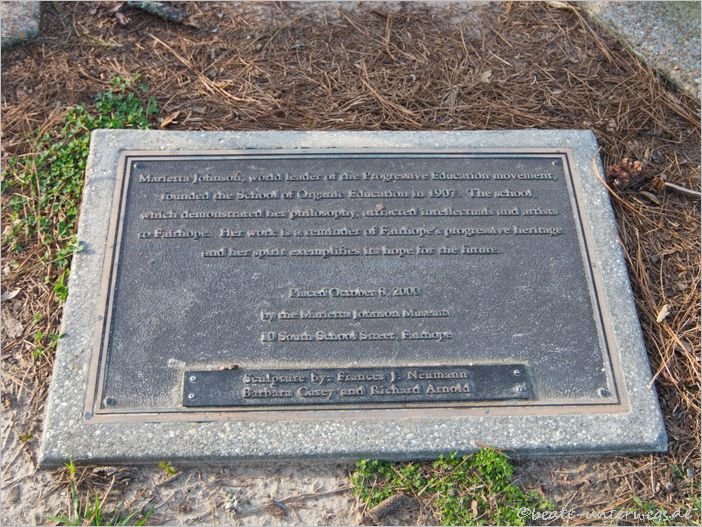 Marietta Johnson, world leader of the Progressive Education movement,
founded the School of Organic Education in 1907. The school
which demonstrated her philosophy, attracted intellectuals and artists
to Fairhope. Her work is a reminder of Fairhope's progressive heritage
and her spirit exemplifies its hope for the future.
Placed October 8, 2000
by the Marietta Johnson Museum
10 South School Street, Fairhope
Sculpture by: Frances J. Neumann
Barbara Casey and Richard Arnold
©beate-unterwegs.de